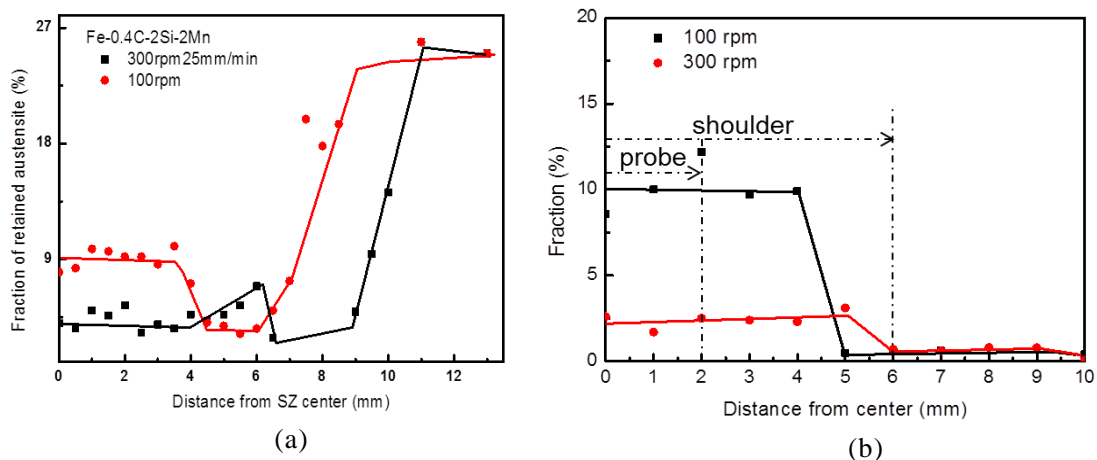 27
18
9
0
2
4
6
8
10
12
Fraction of retained austensite (%)
Fe-0.4C-2Si-2Mn
300rpm25mm/min
100rpm
Distance from SZ center (mm)
(a)
20
15
10
5
0
0
1
2
3
4
5
6
7
8
9
10
Fraction (%)
100 rpm
300 rpm
shoulder
probe
Distance from center (mm)
(b)